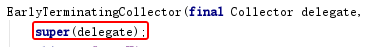 EarlyTerminatingCollector(final Collector delegate,
super(delegate);